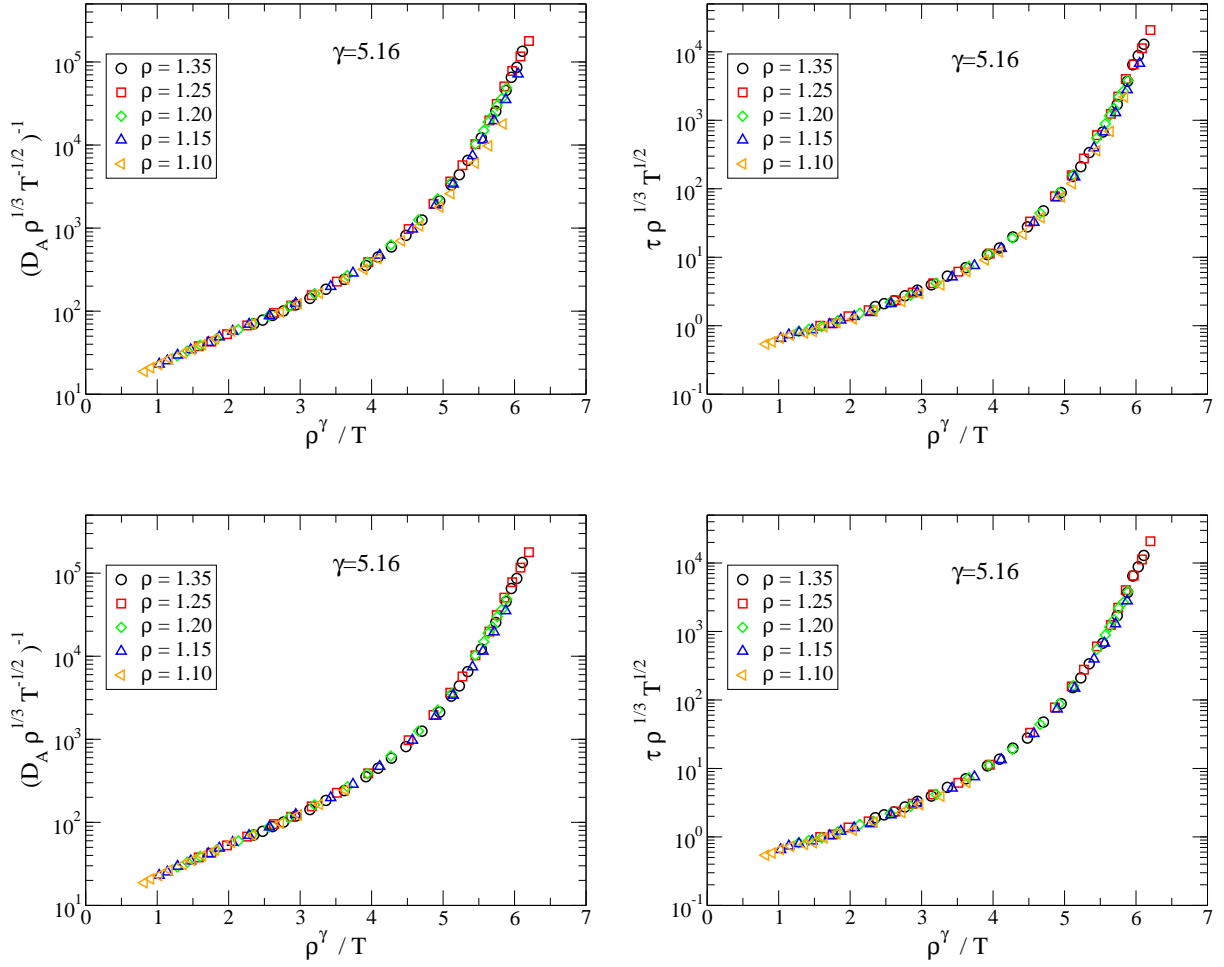 10^5
10^4
10^3
10^2
10^1
(D_A ρ^{1/3} T^{-1/2})^{-1}
γ=5.16
ρ = 1.35
ρ = 1.25
ρ = 1.20
ρ = 1.15
ρ = 1.10
0 1 2 3 4 5 6 7
ρ^γ / T
10^4
10^3
10^2
10^1
10^0
10^{-1}
τ ρ^{1/3} T^{1/2}
γ=5.16
ρ = 1.35
ρ = 1.25
ρ = 1.20
ρ = 1.15
ρ = 1.10
0 1 2 3 4 5 6 7
ρ^γ / T
10^5
10^4
10^3
10^2
10^1
(D_A ρ^{1/3} T^{-1/2})^{-1}
γ=5.16
ρ = 1.35
ρ = 1.25
ρ = 1.20
ρ = 1.15
ρ = 1.10
0 1 2 3 4 5 6 7
ρ^γ / T
10^4
10^3
10^2
10^1
10^0
10^{-1}
τ ρ^{1/3} T^{1/2}
γ=5.16
ρ = 1.35
ρ = 1.25
ρ = 1.20
ρ = 1.15
ρ = 1.10
0 1 2 3 4 5 6 7
ρ^γ / T